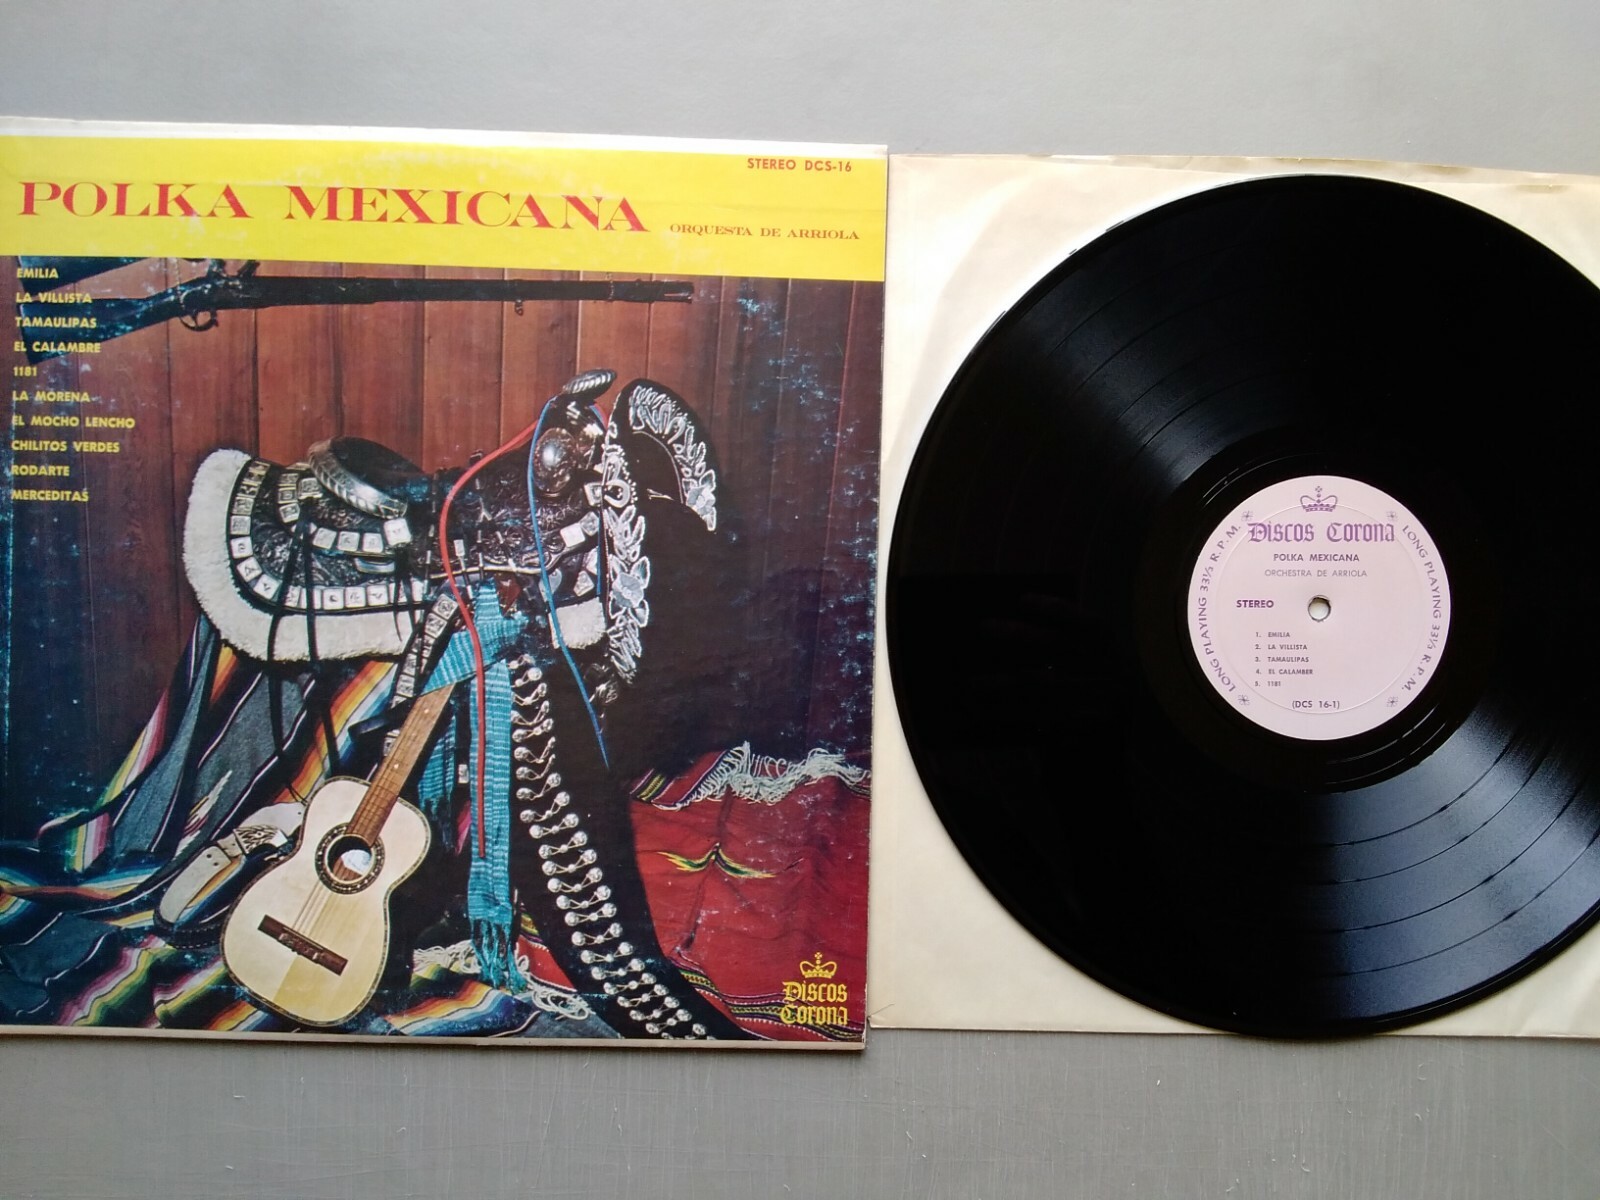 STEREO DCS-16
POLKA MEXICANA
ORQUESTA DE ARRIOLA
EMILIA
LA VILLISTA
TAMAULIPAS
EL CALAMBRE
1181
LA MORENA
EL MOCHO LENCHO
CHILITOS VERDES
RODARTE
MERCEDITAS
Discos
Corona
Discos Corona
POLKA MEXICANA
ORCHESTRA DE ARRIOLA
STEREO
1. EMILIA
2. LA VILLISTA
3. TAMAULIPAS
4. EL CALAMBER
5. 1181
(DCS 16-1)
LONG PLAYING 33⅓ R.P.M.
LONG PLAYING 33⅓ R.P.M.